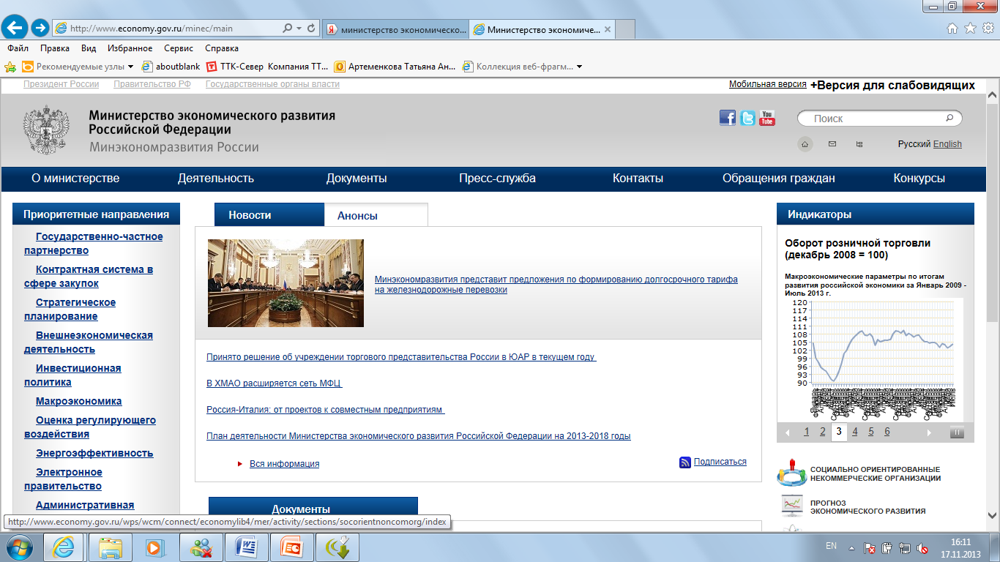 http://www.economy.gov.ru/minec/main
министерство экономическо...
Министерство экономиче...
Файл Правка Вид Избранное Сервис Справка
Рекомендуемые узлы
aboutblank
ТТК-Север Компания ТТ...
Артеменкова Татьяна Ан...
Коллекция веб-фрагм...
Президент России Правительство РФ Государственные органы власти
Мобильная версия +Версия для слабовидящих
Министерство экономического развития
Российской Федерации
Минэкономразвития России
You
Tube
Поиск
Русский English
О министерстве Деятельность Документы Пресс-служба Контакты Обращения граждан Конкурсы
Приоритетные направления
Государственно-частное
партнерство
Контрактная система в
сфере закупок
Стратегическое
планирование
Внешнеэкономическая
деятельность
Инвестиционная
политика
Макроэкономика
Оценка регулирующего
воздействия
Энергоэффективность
Электронное
правительство
Административная
Новости Анонсы
Минэкономразвития представит предложения по формированию долгосрочного тарифа
на железнодорожные перевозки
Принято решение об учреждении торгового представительства России в ЮАР в текущем году
В ХМАО расширяется сеть МФЦ
Россия-Италия: от проектов к совместным предприятиям
План деятельности Министерства экономического развития Российской Федерации на 2013-2018 годы
Вся информация
Подписаться
Документы
Индикаторы
Оборот розничной торговли
(декабрь 2008 = 100)
Макроэкономические параметры по итогам
развития российской экономики за Январь 2009 -
Июль 2013 г.
120
117
114
111
108
105
102
99
96
93
90
1 2 3 4 5 6
СОЦИАЛЬНО ОРИЕНТИРОВАННЫЕ
НЕКОММЕРЧЕСКИЕ ОРГАНИЗАЦИИ
ПРОГНОЗ
ЭКОНОМИЧЕСКОГО РАЗВИТИЯ
http://www.economy.gov.ru/wps/wcm/connect/economylib4/mer/activity/sections/socorientnoncomorg/index
EN
16:11
17.11.2013